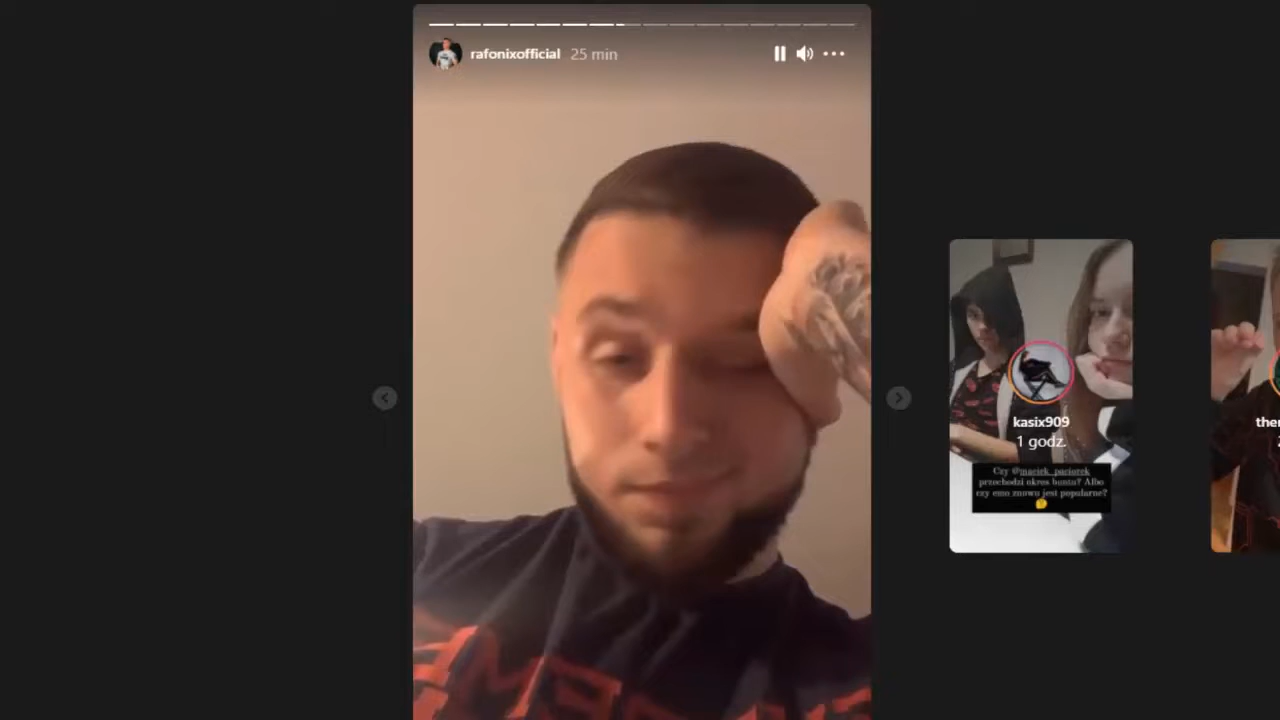 rafonixofficial 25 min
kasix909
1 godz.
Czy @maciek_paciorek
przechodzi okres buntu? Albo
czy emo znowu jest popularne?
🤔